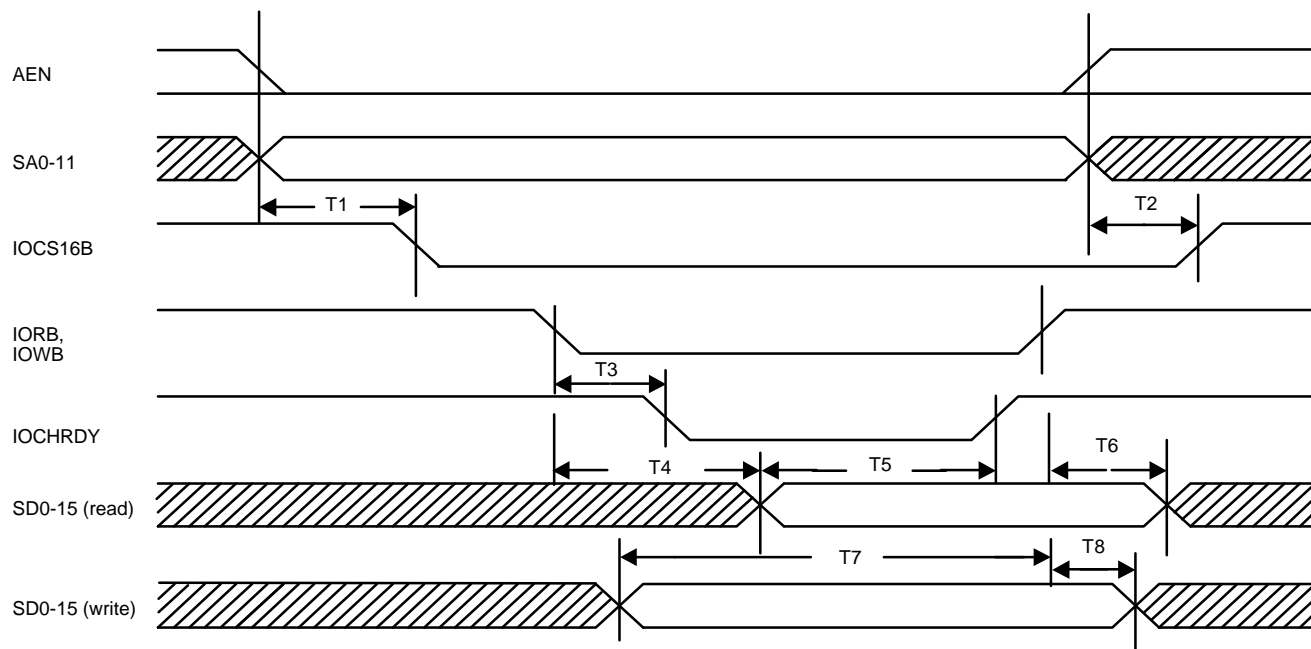 AEN
SA0-11
T1
T2
IOCS16B
IORB,
IOWB
T3
IOCHRDY
T4
T5
T6
SD0-15 (read)
T7
T8
SD0-15 (write)